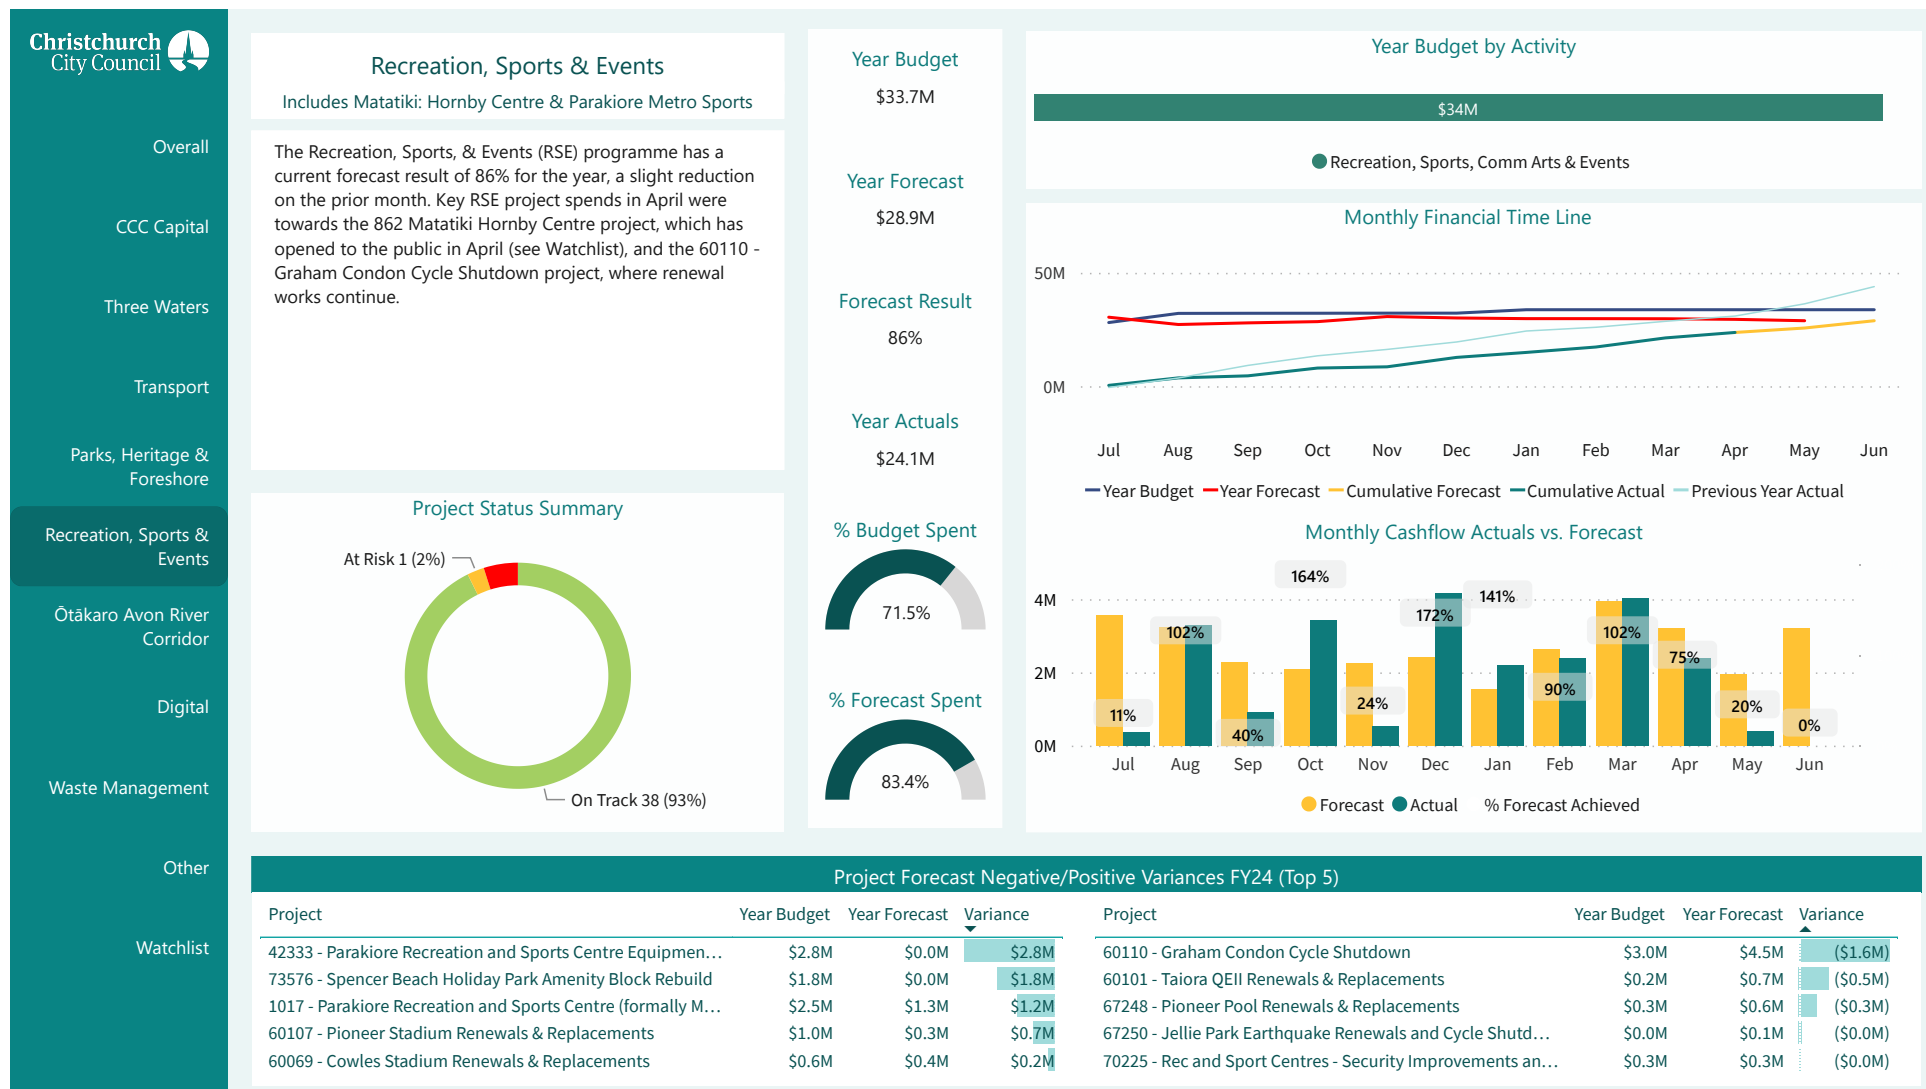 Christchurch
City Council
Overall
CCC Capital
Three Waters
Transport
Parks, Heritage &
Foreshore
Recreation, Sports &
Events
Ōtākaro Avon River
Corridor
Digital
Waste Management
Other
Watchlist
Recreation, Sports & Events
Includes Matatiki: Hornby Centre & Parakiore Metro Sports
The Recreation, Sports, & Events (RSE) programme has a
current forecast result of 86% for the year, a slight reduction
on the prior month. Key RSE project spends in April were
towards the 862 Matatiki Hornby Centre project, which has
opened to the public in April (see Watchlist), and the 60110 -
Graham Condon Cycle Shutdown project, where renewal
works continue.
Project Status Summary
At Risk 1 (2%)
On Track 38 (93%)
Year Budget
$33.7M
Year Forecast
$28.9M
Forecast Result
86%
Year Actuals
$24.1M
% Budget Spent
71.5%
% Forecast Spent
83.4%
Year Budget by Activity
$34M
Recreation, Sports, Comm Arts & Events
Monthly Financial Time Line
50M
0M
Jul Aug Sep Oct Nov Dec Jan Feb Mar Apr May Jun
Year Budget Year Forecast Cumulative Forecast Cumulative Actual Previous Year Actual
Monthly Cashflow Actuals vs. Forecast
4M
2M
0M
11% 102% 40% 164% 24% 172% 141% 90% 102% 75% 20% 0%
Jul Aug Sep Oct Nov Dec Jan Feb Mar Apr May Jun
Forecast Actual % Forecast Achieved
Project Forecast Negative/Positive Variances FY24 (Top 5)
Project Year Budget Year Forecast Variance
42333 - Parakiore Recreation and Sports Centre Equipmen... $2.8M $0.0M $2.8M
73576 - Spencer Beach Holiday Park Amenity Block Rebuild $1.8M $0.0M $1.8M
1017 - Parakiore Recreation and Sports Centre (formally M... $2.5M $1.3M $1.2M
60107 - Pioneer Stadium Renewals & Replacements $1.0M $0.3M $0.7M
60069 - Cowles Stadium Renewals & Replacements $0.6M $0.4M $0.2M
Project Year Budget Year Forecast Variance
60110 - Graham Condon Cycle Shutdown $3.0M $4.5M ($1.6M)
60101 - Taiora QEII Renewals & Replacements $0.2M $0.7M ($0.5M)
67248 - Pioneer Pool Renewals & Replacements $0.3M $0.6M ($0.3M)
67250 - Jellie Park Earthquake Renewals and Cycle Shutd... $0.0M $0.1M ($0.0M)
70225 - Rec and Sport Centres - Security Improvements an... $0.3M $0.3M ($0.0M)